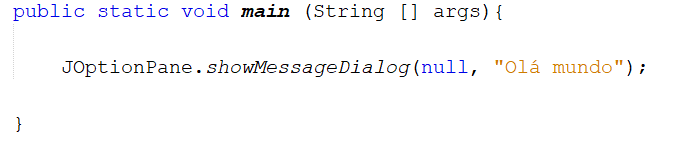 public static void main (String [] args){
JOptionPane.showMessageDialog(null, "Olá mundo");
}